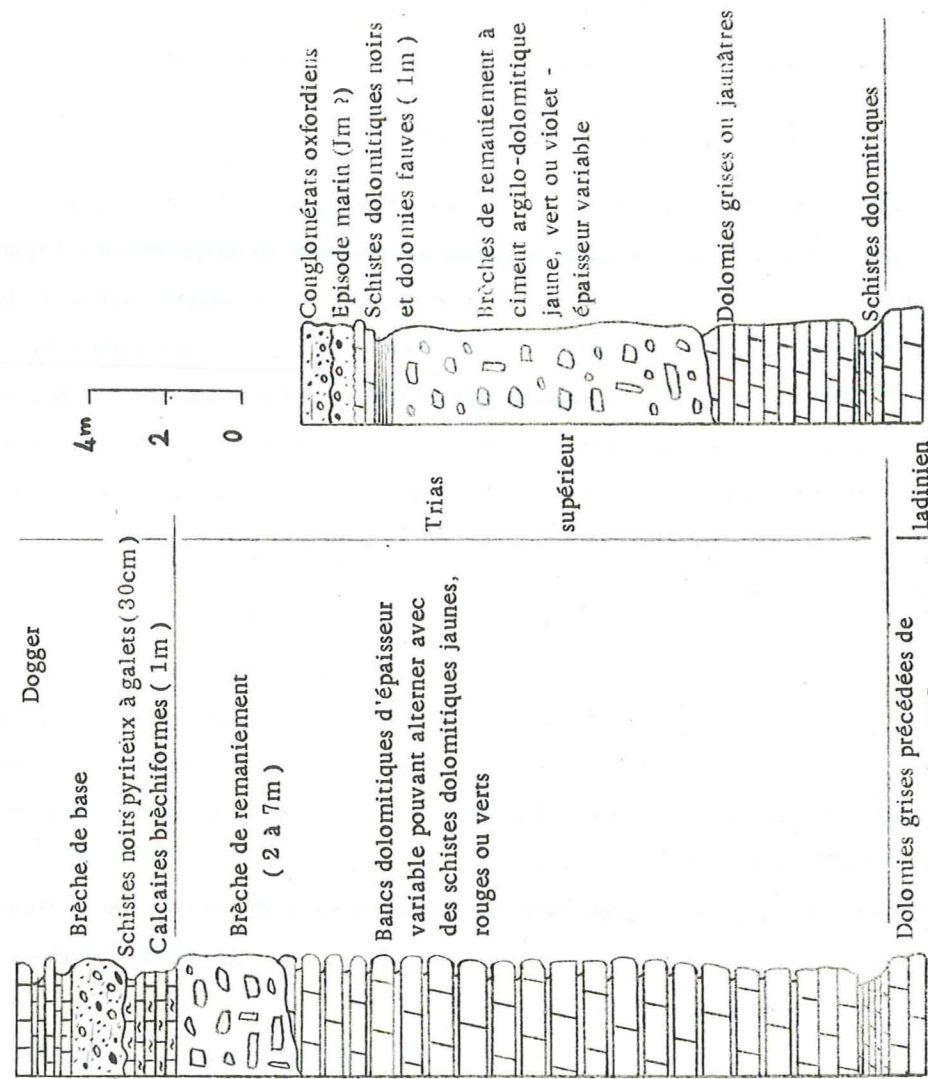 Dogger
Brèche de base
Schistes noirs pyriteux à galets (30cm)
Calcaires brèchiformes ( 1m )
Brèche de remaniement
( 2 à 7m )
Bancs dolomitiques d'épaisseur
variable pouvant alterner avec
des schistes dolomitiques jaunes,
rouges ou verts
Dolomies grises précédées de
Trias
supérieur
ladinien
4m
2
0
Conglomérats oxfordiens
Episode marin (Jm ?)
Schistes dolomitiques noirs
et dolomies fauves ( 1m )
Brèches de remaniement à
ciment argilo-dolomitique
jaune, vert ou violet -
épaisseur variable
Dolomies grises ou jaunâtres
Schistes dolomitiques